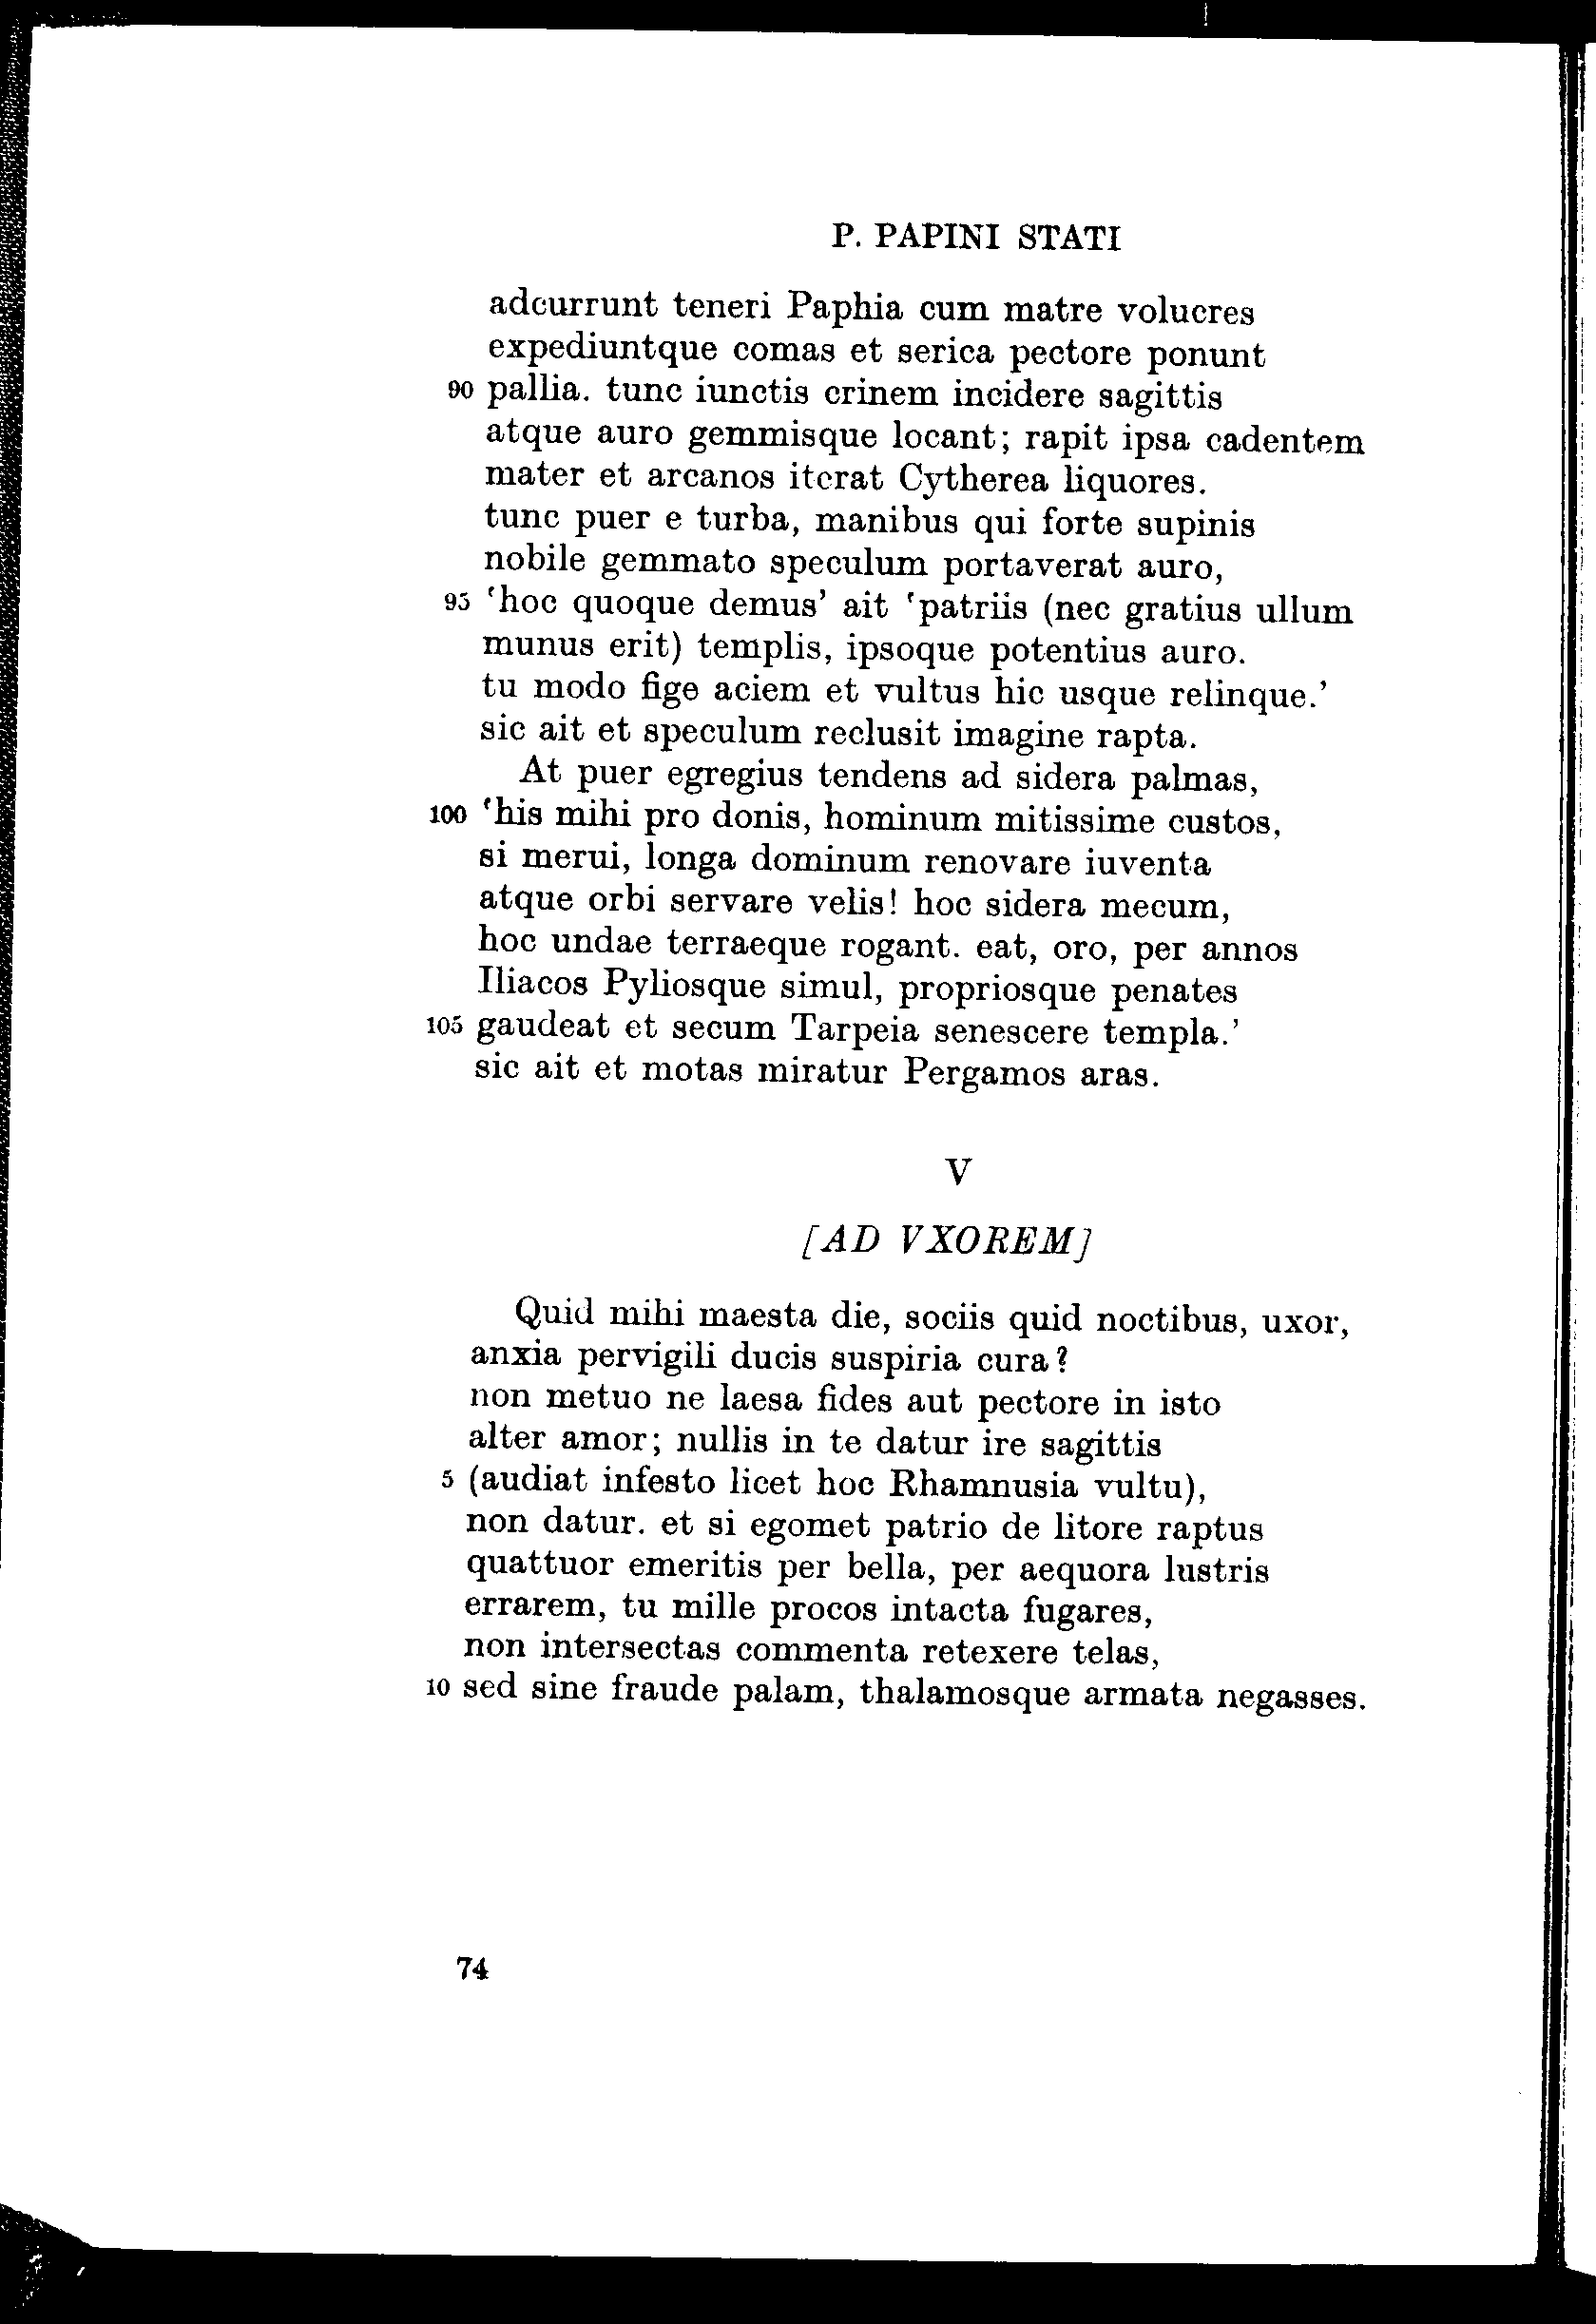 P. PAPINI STATI
adcurrunt teneri Paphia cum matre volucres
expediuntque comas et serica pectore ponunt
90 pallia. tunc iunctis crinem incidere sagittis
atque auro gemmisque locant; rapit ipsa cadentem
mater et arcanos iterat Cytherea liquores.
tunc puer e turba, manibus qui forte supinis
nobile gemmato speculum portaverat auro,
95 ‘hoc quoque demus’ ait ‘patriis (nec gratius ullum
munus erit) templis, ipsoque potentius auro.
tu modo fige aciem et vultus hic usque relinque.’
sic ait et speculum reclusit imagine rapta.
At puer egregius tendens ad sidera palmas,
100 ‘his mihi pro donis, hominum mitissime custos,
si merui, longa dominum renovare iuventa
atque orbi servare velis! hoc sidera mecum,
hoc undae terraeque rogant. eat, oro, per annos
Iliacos Pyliosque simul, propriosque penates
105 gaudeat et secum Tarpeia senescere templa.’
sic ait et motas miratur Pergamos aras.
V
[AD VXOREM]
Quid mihi maesta die, sociis quid noctibus, uxor,
anxia pervigili ducis suspiria cura?
non metuo ne laesa fides aut pectore in isto
alter amor; nullis in te datur ire sagittis
5 (audiat infesto licet hoc Rhamnusia vultu),
non datur. et si egomet patrio de litore raptus
quattuor emeritis per bella, per aequora lustris
errarem, tu mille procos intacta fugares,
non intersectas commenta retexere telas,
10 sed sine fraude palam, thalamosque armata negasses.
74